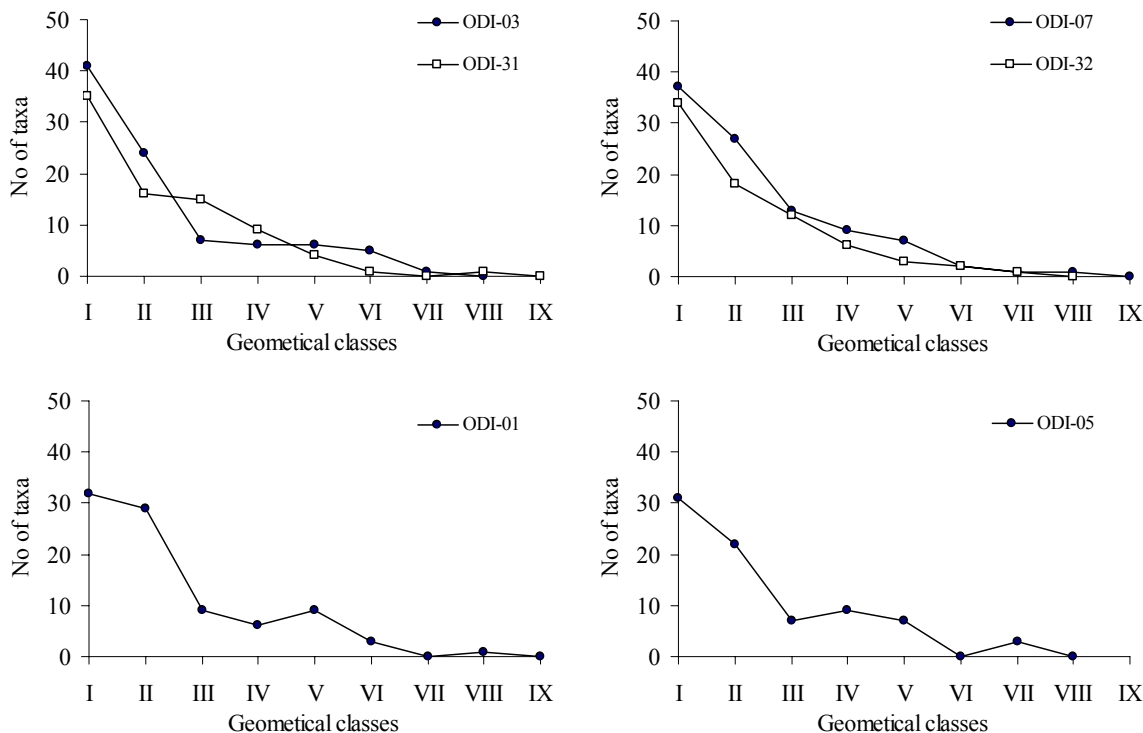 50
40
30
20
10
0
No of taxa
ODI-03
ODI-31
I II III IV V VI VII VIII IX
Geometical classes
50
40
30
20
10
0
No of taxa
ODI-07
ODI-32
I II III IV V VI VII VIII IX
Geometical classes
50
40
30
20
10
0
No of taxa
ODI-01
I II III IV V VI VII VIII IX
Geometical classes
50
40
30
20
10
0
No of taxa
ODI-05
I II III IV V VI VII VIII IX
Geometical classes